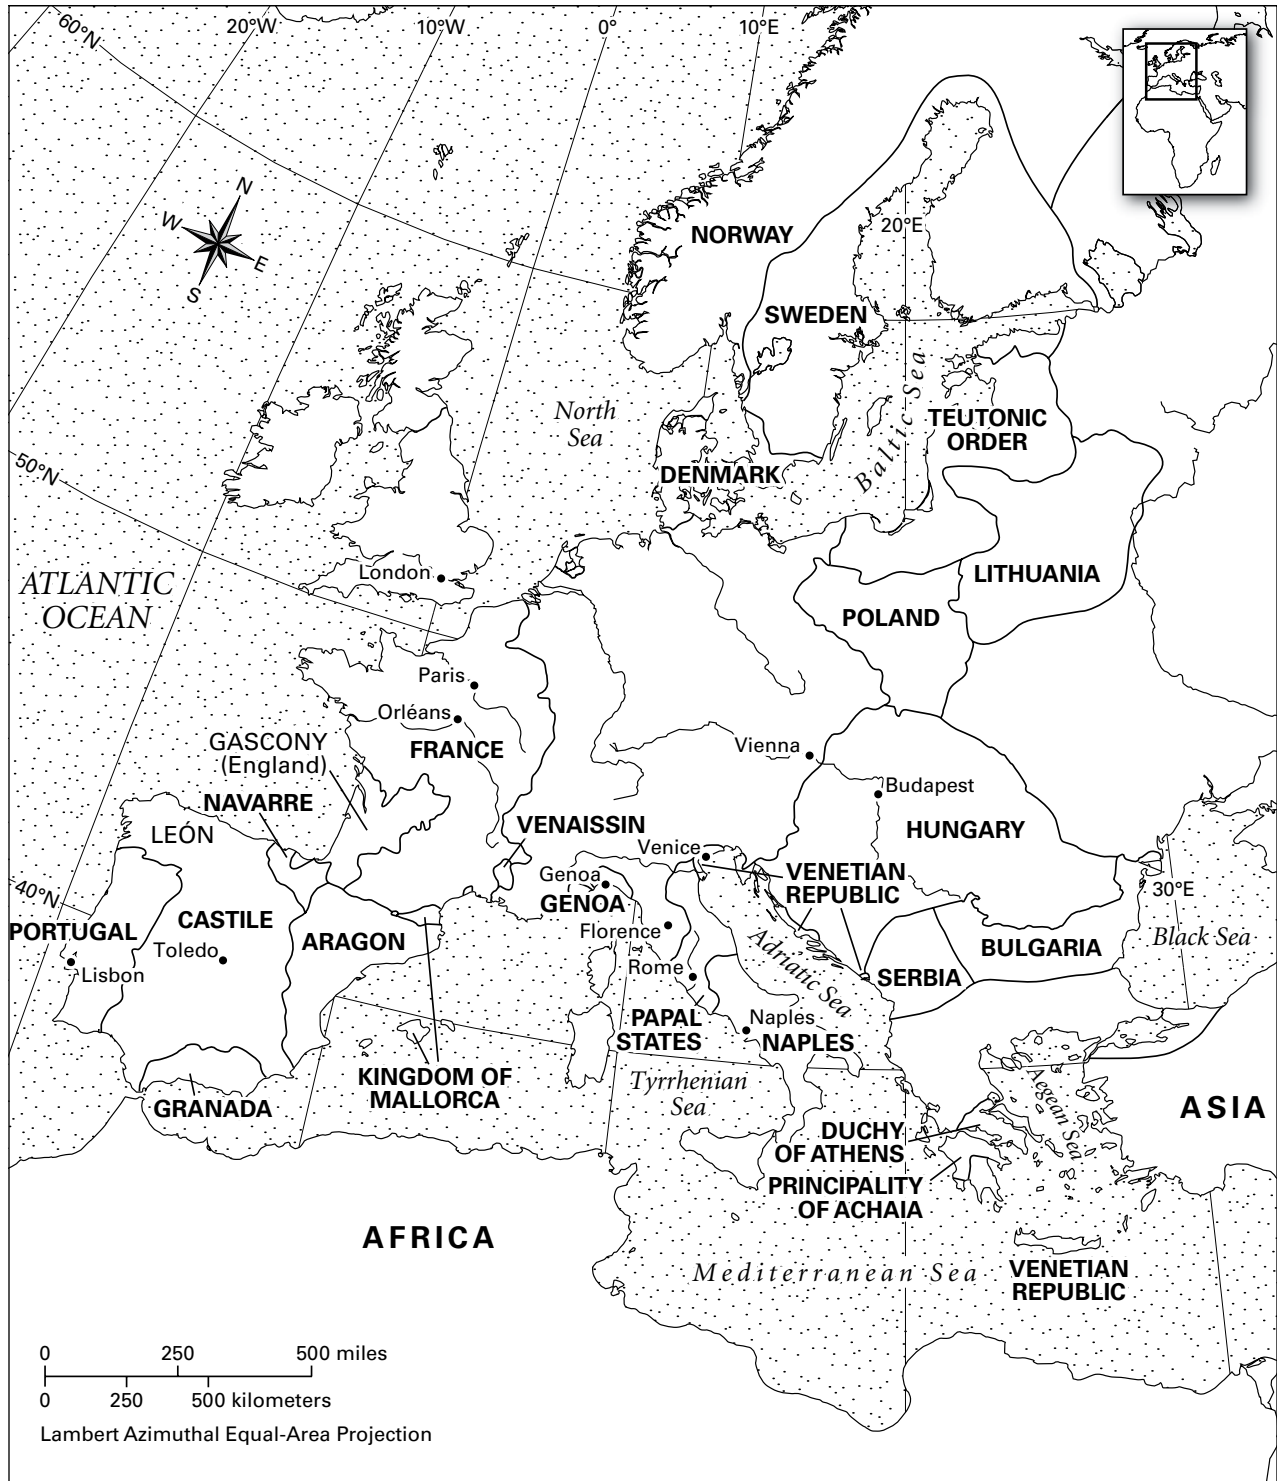 60°N
20°W
10°W
0°
10°E
N
W
E
S
NORWAY
20°E
SWEDEN
North
Sea
Baltic Sea
TEUTONIC
ORDER
DENMARK
50°N
ATLANTIC
OCEAN
London
LITHUANIA
POLAND
Paris
Orléans
FRANCE
GASCONY
(England)
Vienna
Budapest
NAVARRE
LEÓN
VENAISSIN
HUNGARY
Venice
Genoa
GENOA
VENETIAN
REPUBLIC
30°E
40°N
PORTUGAL
CASTILE
ARAGON
Florence
Toledo
Lisbon
Rome
Adriatic Sea
SERBIA
BULGARIA
Black Sea
PAPAL
STATES
Naples
NAPLES
KINGDOM OF
MALLORCA
GRANADA
Tyrrhenian
Sea
Aegean Sea
ASIA
DUCHY
OF ATHENS
PRINCIPALITY
OF ACHAIA
AFRICA
Mediterranean Sea
VENETIAN
REPUBLIC
0 250 500 miles
0 250 500 kilometers
Lambert Azimuthal Equal-Area Projection